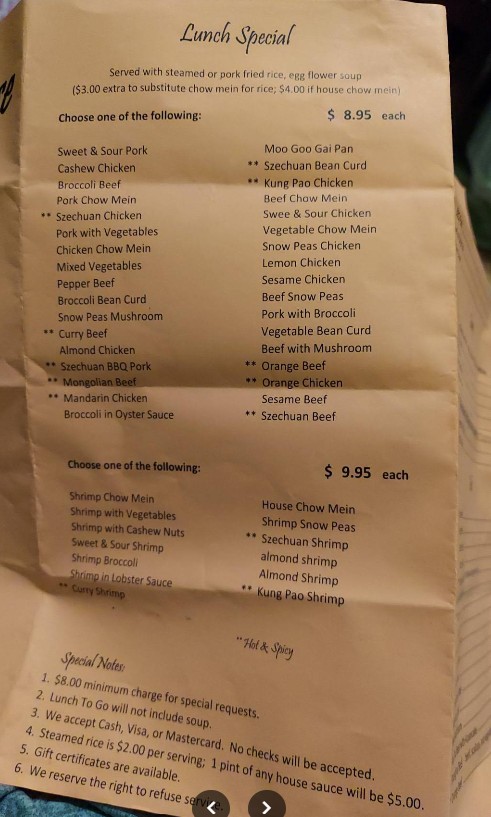 Lunch Special
Served with steamed or pork fried rice, egg flower soup
($3.00 extra to substitute chow mein for rice; $4.00 if house chow mein)
Choose one of the following: $ 8.95 each
Sweet & Sour Pork
Cashew Chicken
Broccoli Beef
Pork Chow Mein
** Szechuan Chicken
Pork with Vegetables
Chicken Chow Mein
Mixed Vegetables
Pepper Beef
Broccoli Bean Curd
Snow Peas Mushroom
** Curry Beef
Almond Chicken
** Szechuan BBQ Pork
** Mongolian Beef
** Mandarin Chicken
Broccoli in Oyster Sauce
Moo Goo Gai Pan
** Szechuan Bean Curd
** Kung Pao Chicken
Beef Chow Mein
Swee & Sour Chicken
Vegetable Chow Mein
Snow Peas Chicken
Lemon Chicken
Sesame Chicken
Beef Snow Peas
Pork with Broccoli
Vegetable Bean Curd
Beef with Mushroom
** Orange Beef
** Orange Chicken
Sesame Beef
** Szechuan Beef
Choose one of the following: $ 9.95 each
Shrimp Chow Mein
Shrimp with Vegetables
Shrimp with Cashew Nuts
Sweet & Sour Shrimp
Shrimp Broccoli
Shrimp in Lobster Sauce
** Curry Shrimp
House Chow Mein
Shrimp Snow Peas
** Szechuan Shrimp
almond shrimp
Almond Shrimp
** Kung Pao Shrimp
**Hot & Spicy
Special Notes:
1. $8.00 minimum charge for special requests.
2. Lunch To Go will not include soup.
3. We accept Cash, Visa, or Mastercard. No checks will be accepted.
4. Steamed rice is $2.00 per serving; 1 pint of any house sauce will be $5.00.
5. Gift certificates are available.
6. We reserve the right to refuse service.